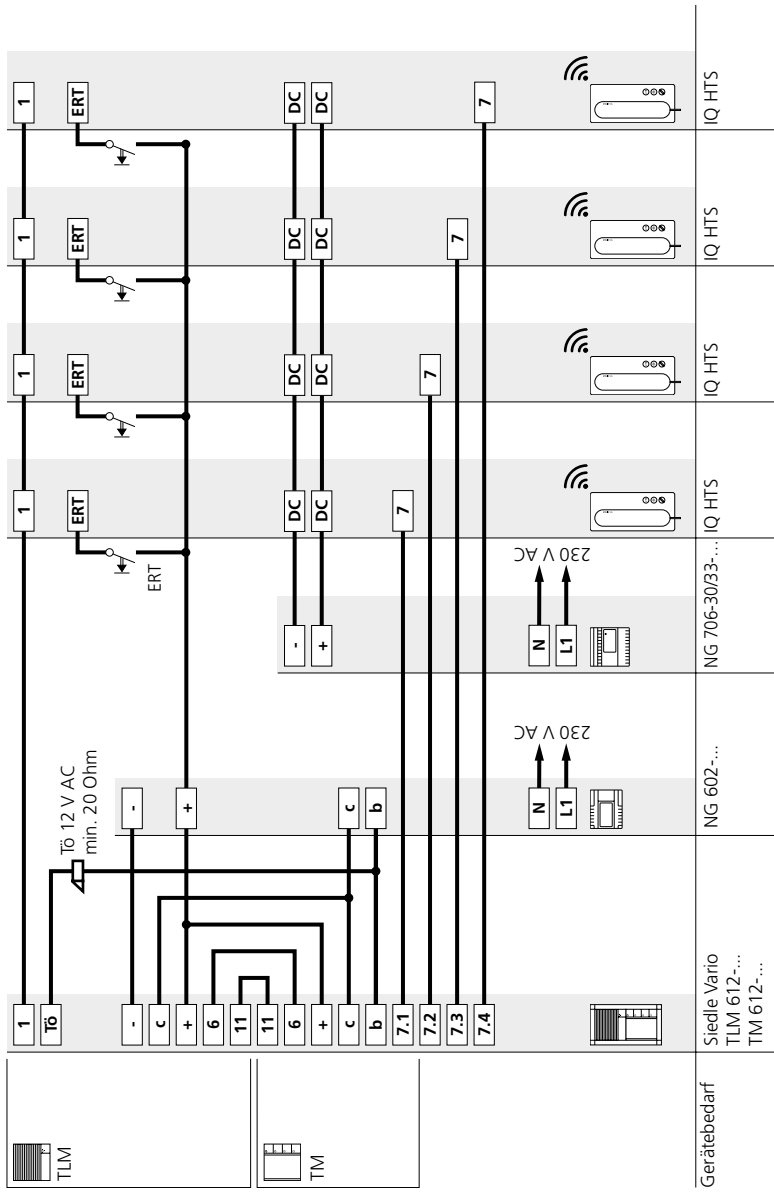 1 1 1 1 1
Tö
Tö 12 V AC
min. 20 Ohm
ERT ERT ERT ERT
ERT
TLM
- -
c
+ +
6
11
11
6
+
c c
b b
TM
- DC DC DC DC
+ DC DC DC DC
7.1 7
7.2 7
7.3 7
7.4 7
N N
L1 L1
230 V AC
230 V AC
Gerätebedarf
Siedle Vario
TLM 612-...
TM 612-...
NG 602-...
NG 706-30/33-...
IQ HTS
IQ HTS
IQ HTS
IQ HTS